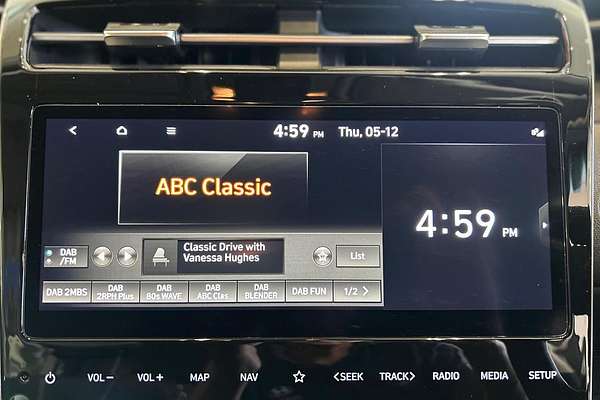 4:59 PM Thu, 05-12
ABC Classic
4:59 PM
DAB
/FM
Classic Drive with
Vanessa Hughes
List
DAB 2MBS
DAB
2RPH Plus
DAB
80s WAVE
DAB
ABC Clas
DAB
BLENDER
DAB FUN
1/2 >
VOL− VOL+ MAP NAV <SEEK TRACK> RADIO MEDIA SETUP